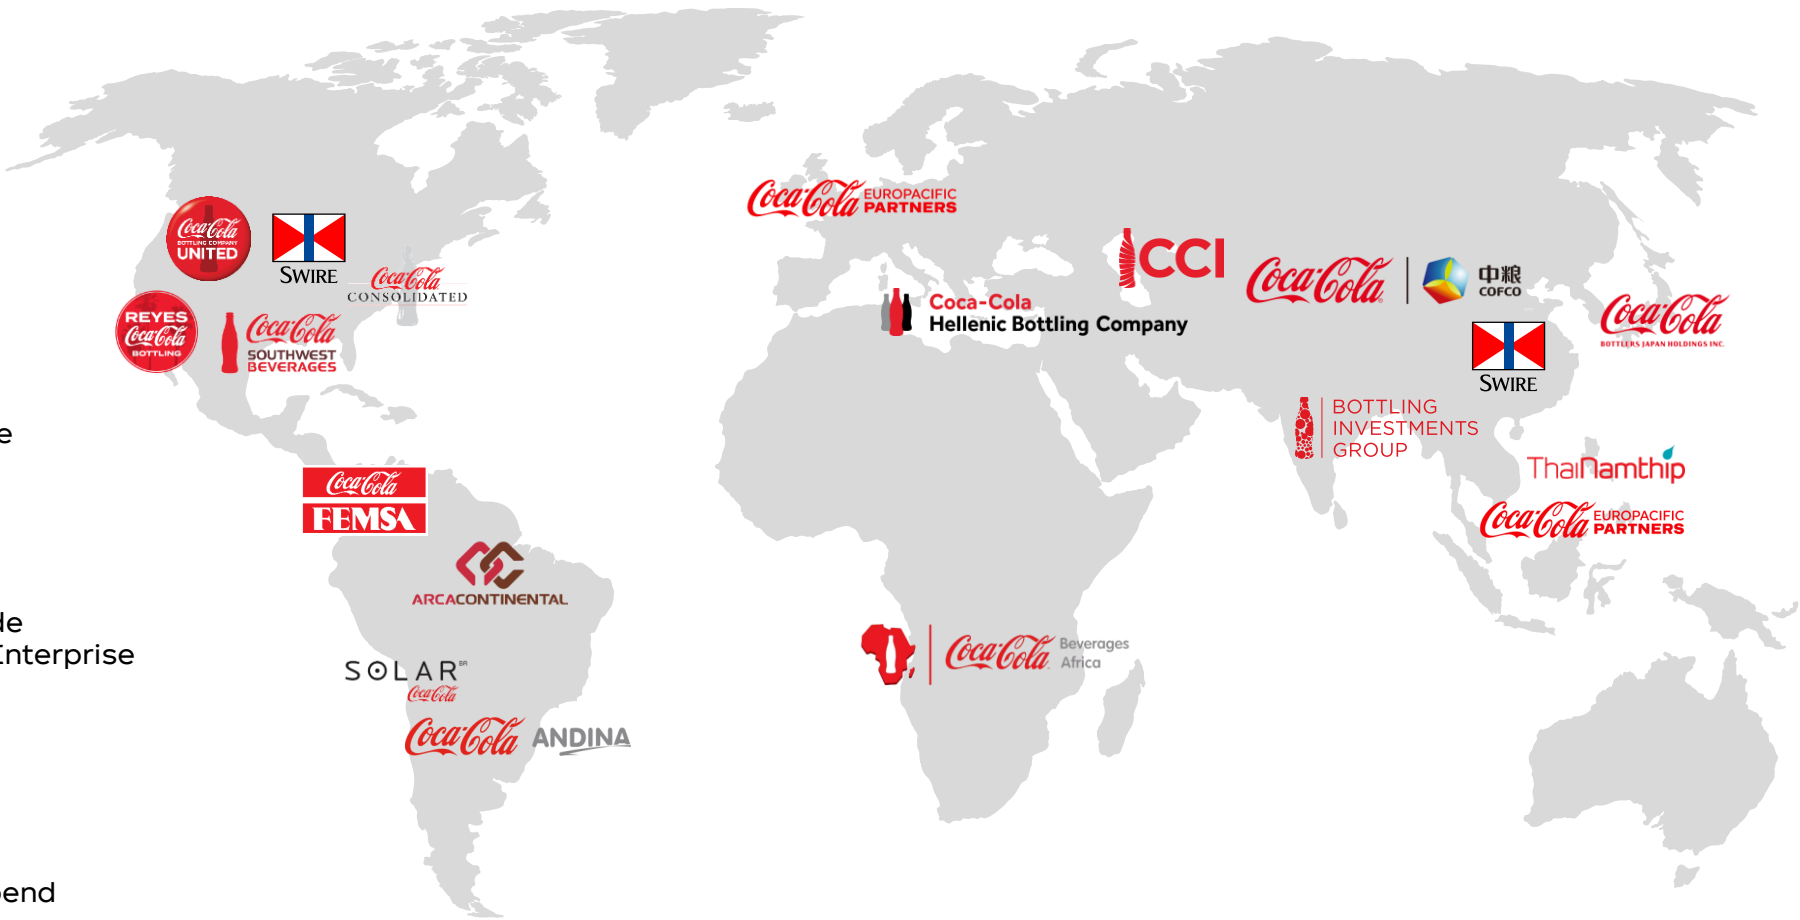 Coca-Cola
BOTTLING COMPANY
UNITED
SWIRE
Coca-Cola
CONSOLIDATED
REYES
Coca-Cola
BOTTLING
Coca-Cola
SOUTHWEST
BEVERAGES
e
Coca-Cola
FEMSA
ARCACONTINENTAL
de
Enterprise
SOLAR BR
Coca-Cola
Coca-Cola ANDINA
pend
Coca-Cola EUROPACIFIC
PARTNERS
CCI
Coca-Cola
Hellenic Bottling Company
Coca-Cola 中粮
COFCO
Coca-Cola
BOTTLERS JAPAN HOLDINGS INC.
SWIRE
BOTTLING
INVESTMENTS
GROUP
ThaiNamthip
Coca-Cola EUROPACIFIC
PARTNERS
Coca-Cola Beverages
Africa